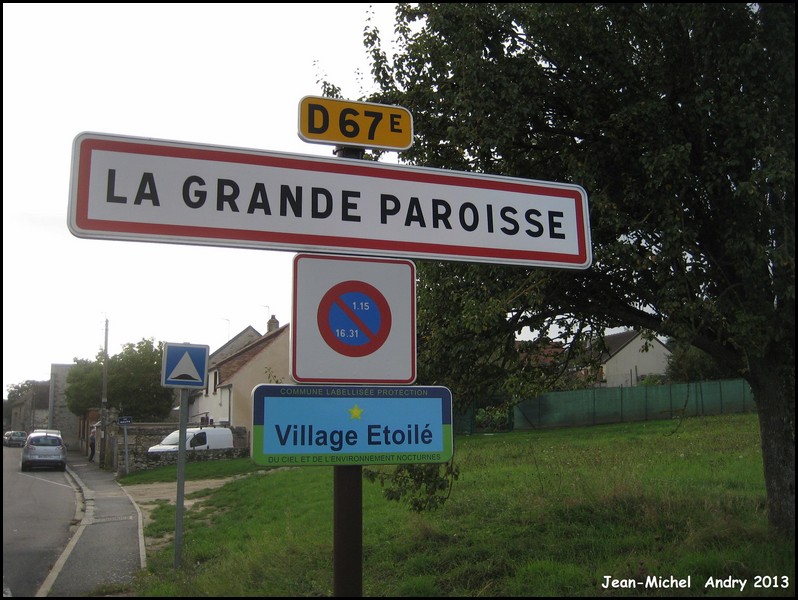 D 67 E
LA GRANDE PAROISSE
1.15
16.31
COMMUNE LABELLISÉE PROTECTION
Village Etoilé
DU CIEL ET DE L'ENVIRONNEMENT NOCTURNES
Jean-Michel Andry 2013